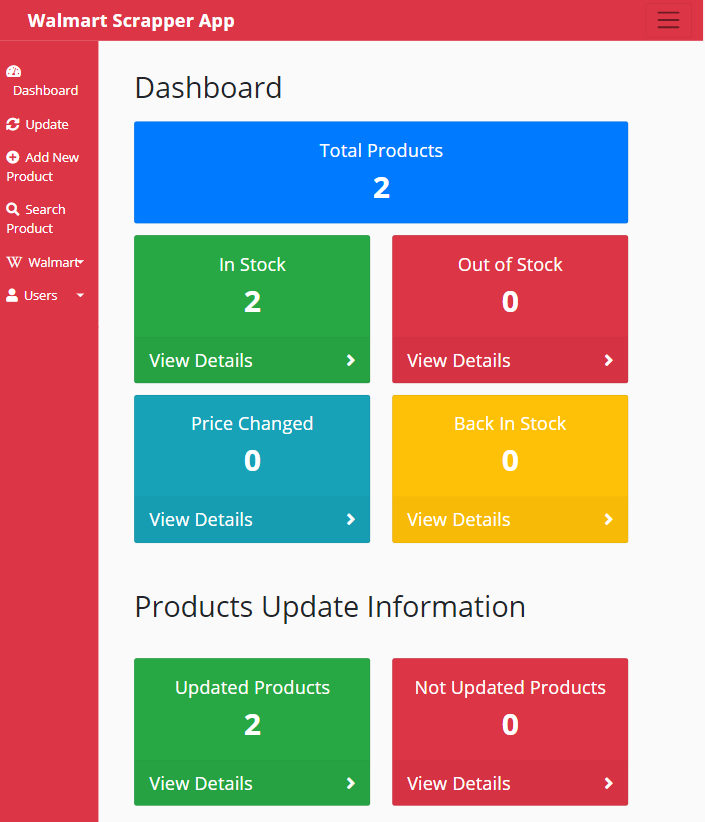 Walmart Scrapper App
Dashboard
Update
Add New
Product
Search
Product
Walmart
Users
Dashboard
Total Products
2
In Stock
2
View Details
Out of Stock
0
View Details
Price Changed
0
View Details
Back In Stock
0
View Details
Products Update Information
Updated Products
2
View Details
Not Updated Products
0
View Details